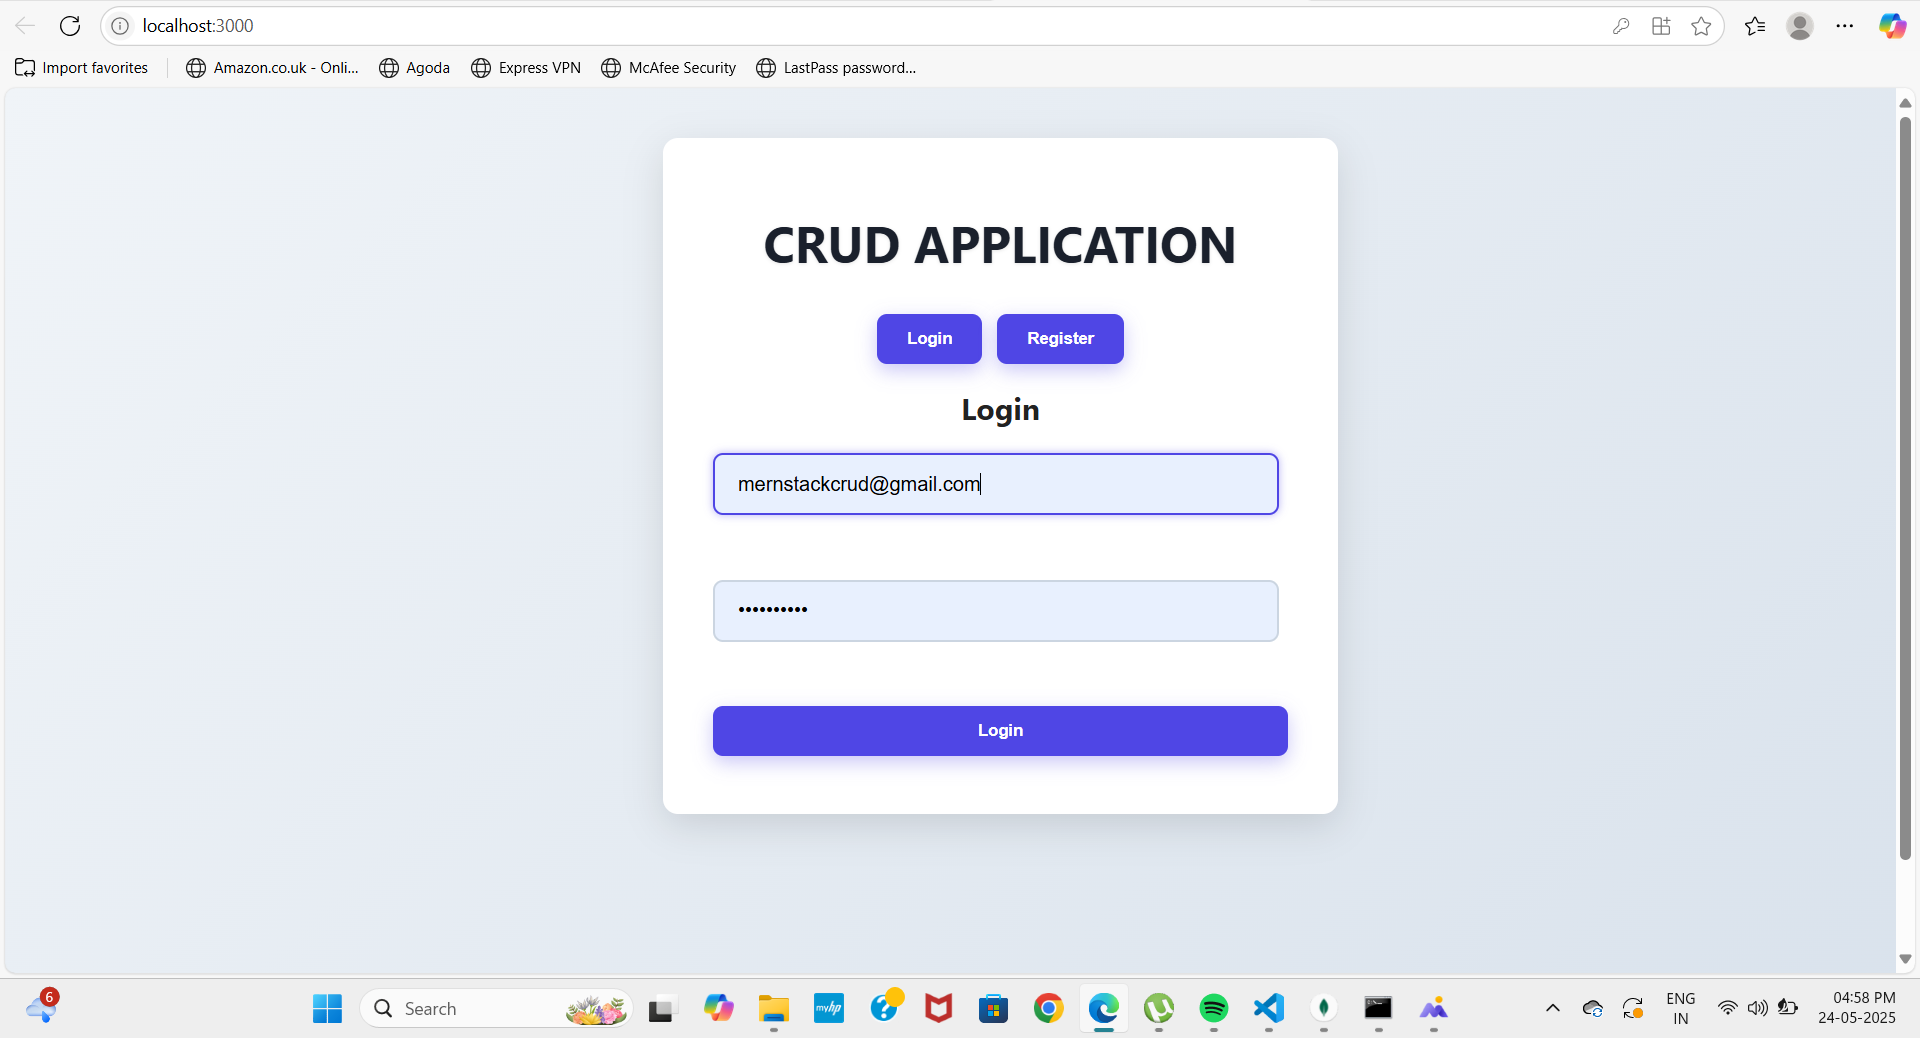 localhost:3000
Import favorites
Amazon.co.uk - Onli...
Agoda
Express VPN
McAfee Security
LastPass password...
CRUD APPLICATION
Login
Register
Login
mernstackcrud@gmail.com
••••••••••
Login
6
Search
myhp
ENG
IN
04:58 PM
24-05-2025